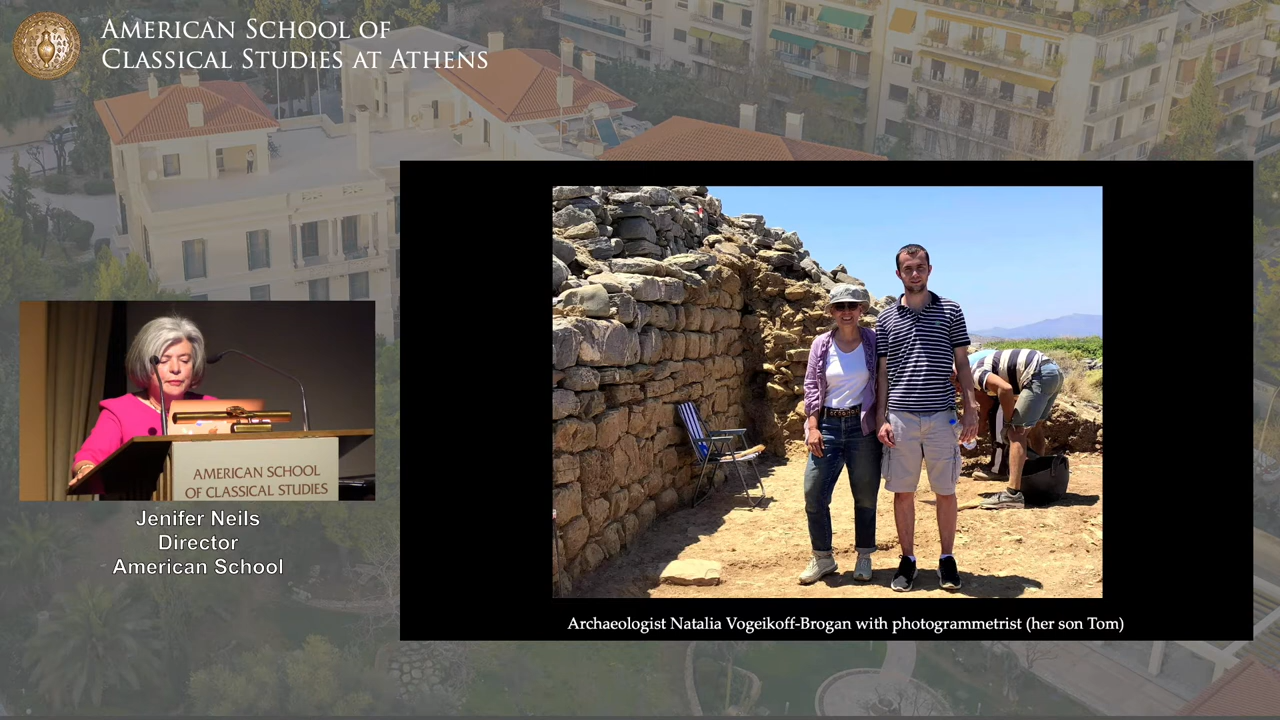 AMERICAN SCHOOL OF
CLASSICAL STUDIES AT ATHENS
AMERICAN SCHOOL
OF CLASSICAL STUDIES
Jenifer Neils
Director
American School
Archaeologist Natalia Vogeikoff-Brogan with photogrammetrist (her son Tom)